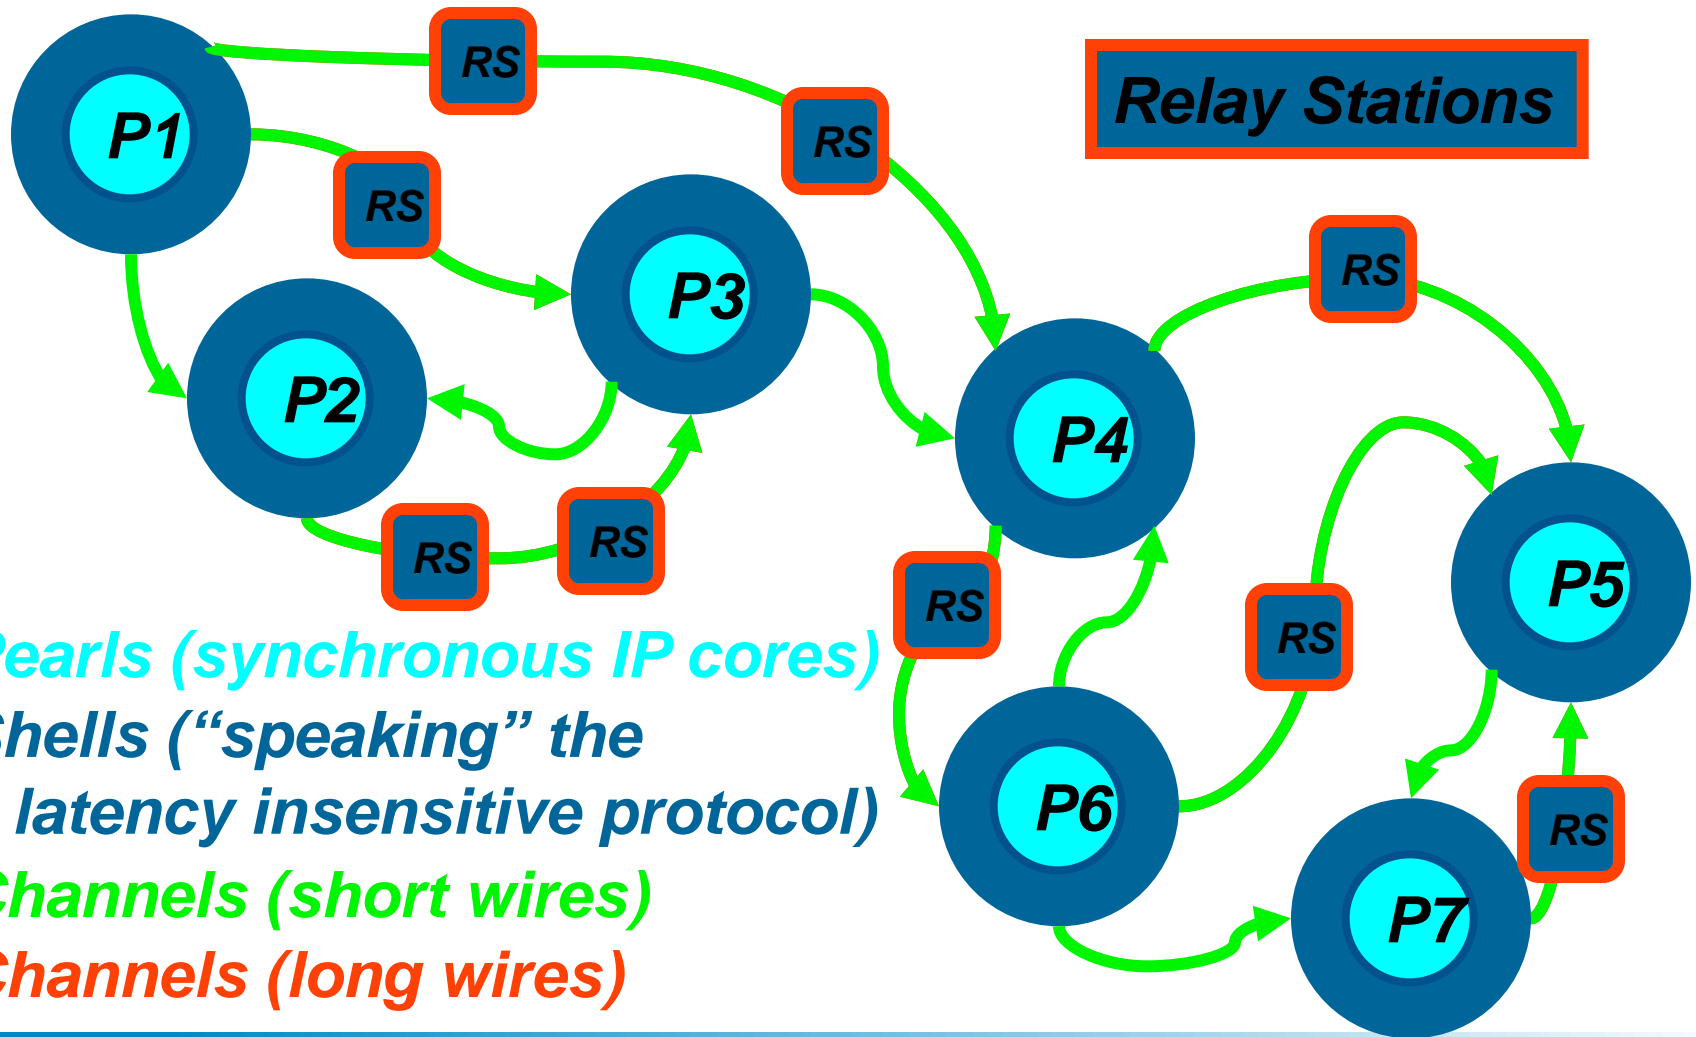 RS
Relay Stations
RS
P1
RS
RS
P3
P2
P4
RS
RS
P5
RS
RS
earls (synchronous IP cores)
hells (“speaking” the
latency insensitive protocol)
P6
RS
hannels (short wires)
P7
hannels (long wires)